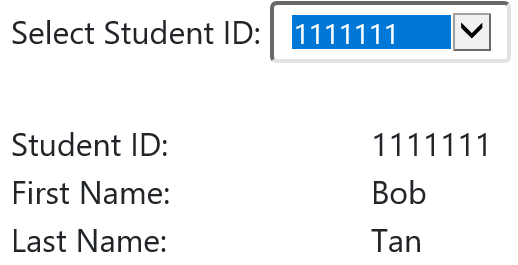 Select Student ID: 1111111
Student ID: 1111111
First Name: Bob
Last Name: Tan